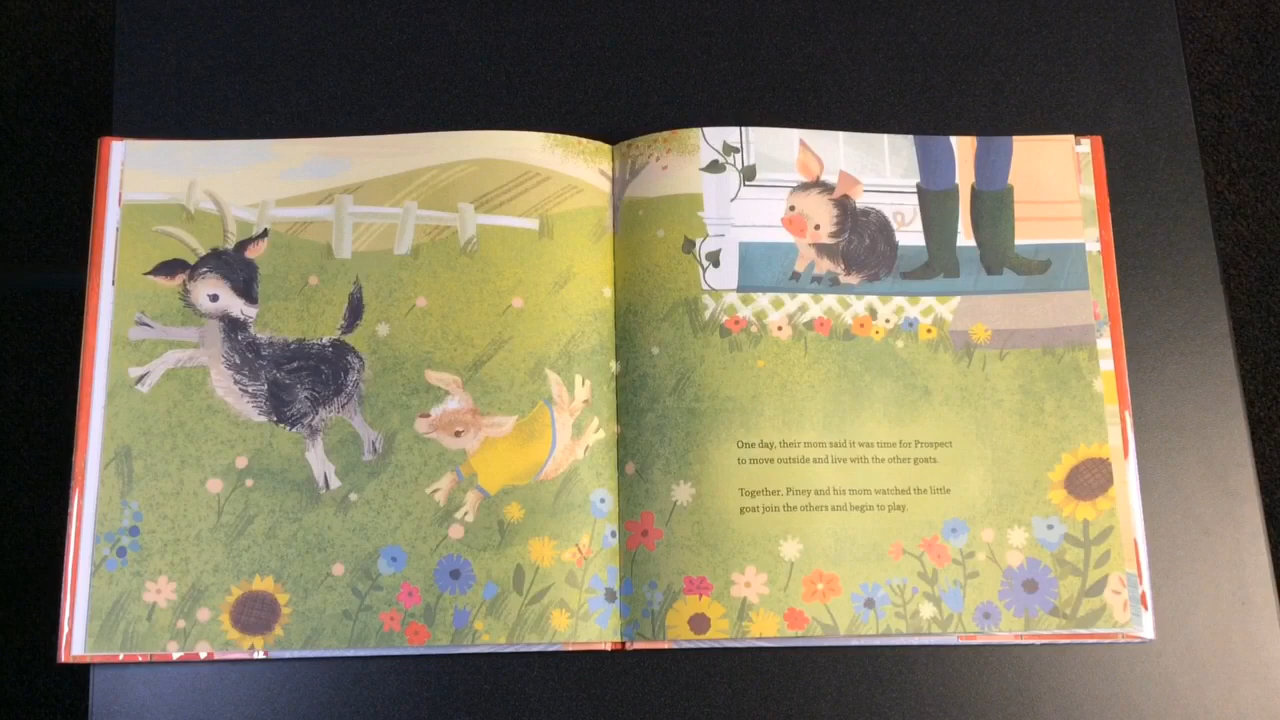 One day, their mom said it was time for Prospect
to move outside and live with the other goats.
Together, Piney and his mom watched the little
goat join the others and begin to play.